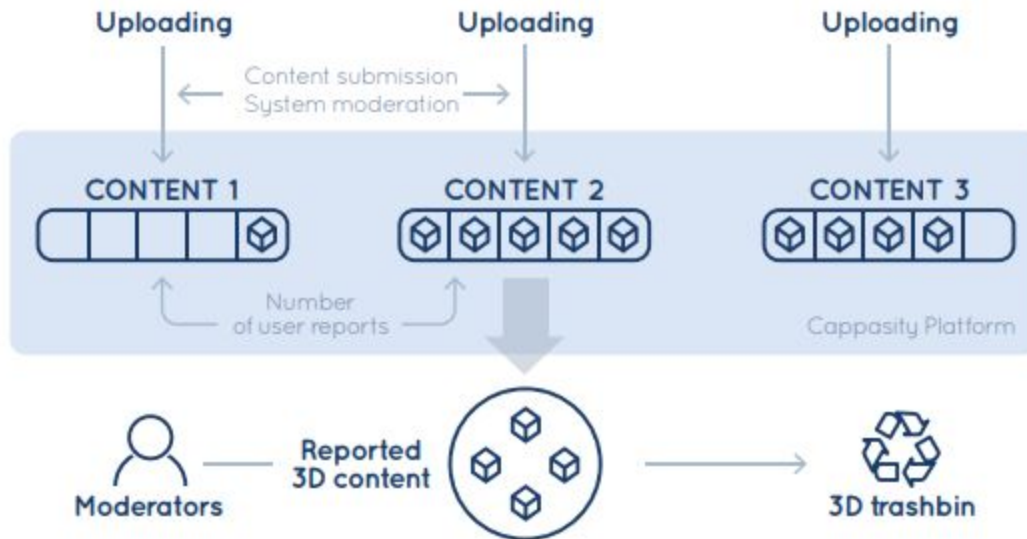 Uploading
Uploading
Uploading
Content submission
System moderation
CONTENT 1
CONTENT 2
CONTENT 3
Number
of user reports
Cappasity Platform
Reported
3D content
Moderators
3D trashbin